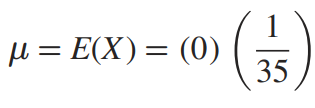 μ = E(X) = (0) (1/35)